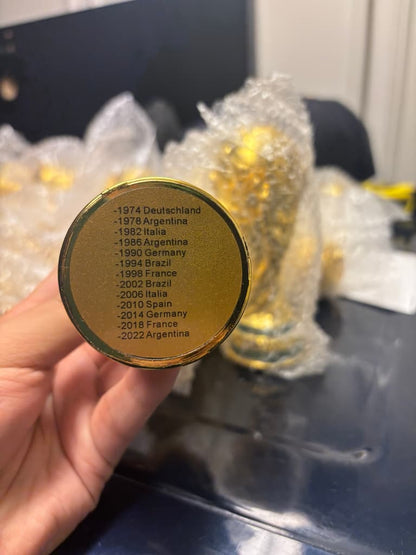 -1974 Deutschland
-1978 Argentina
-1982 Italia
-1986 Argentina
-1990 Germany
-1994 Brazil
-1998 France
-2002 Brazil
-2006 Italia
-2010 Spain
-2014 Germany
-2018 France
-2022 Argentina